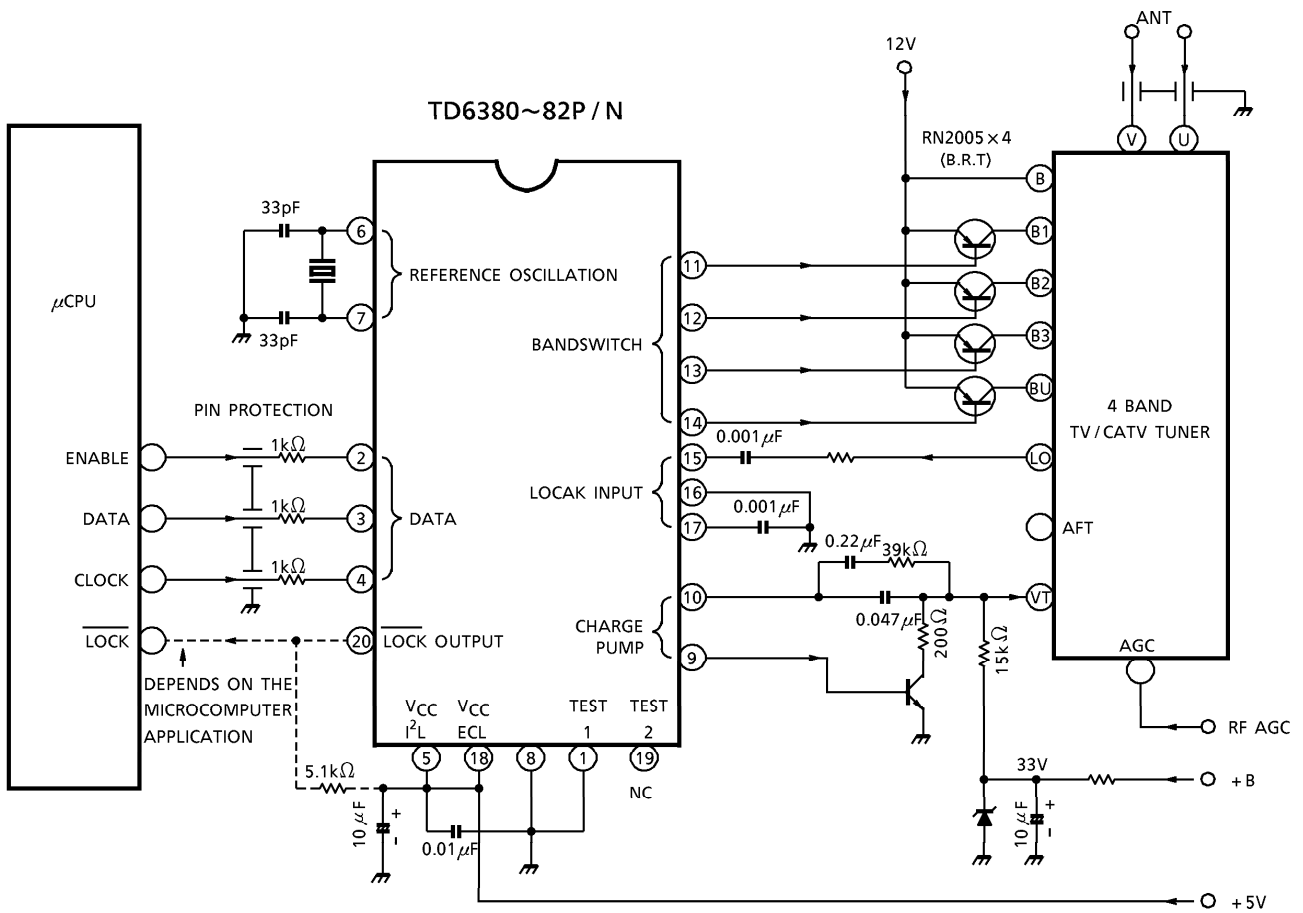 ANT
12V
TD6380~82P/N
RN2005×4
(B.R.T)
V
U
B
B1
B2
B3
BU
LO
AFT
VT
4 BAND
TV/CATV TUNER
AGC
μCPU
33pF
33pF
6
7
REFERENCE OSCILLATION
BANDSWITCH
11
12
13
14
PIN PROTECTION
ENABLE
1kΩ
2
DATA
1kΩ
3
DATA
CLOCK
1kΩ
4
LOCK
20
LOCK OUTPUT
DEPENDS ON THE
MICROCOMPUTER
APPLICATION
15
0.001μF
LOCAK INPUT
16
17
0.001μF
0.22μF
39kΩ
10
0.047μF
CHARGE
PUMP
9
200Ω
15kΩ
VCC
I²L
VCC
ECL
TEST
1
TEST
2
5
18
8
1
19
NC
5.1kΩ
10μF
+
-
0.01μF
33V
10μF
+
-
RF AGC
+B
+5V